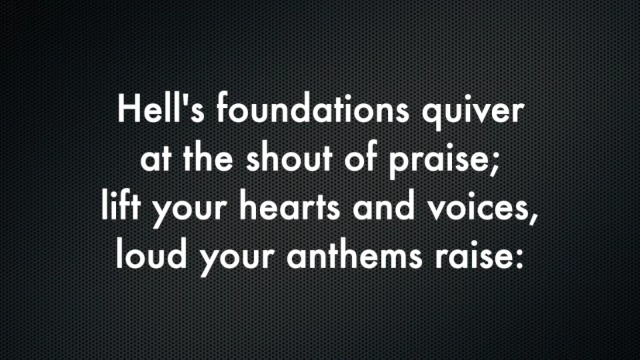 Hell's foundations quiver
at the shout of praise;
lift your hearts and voices,
loud your anthems raise: